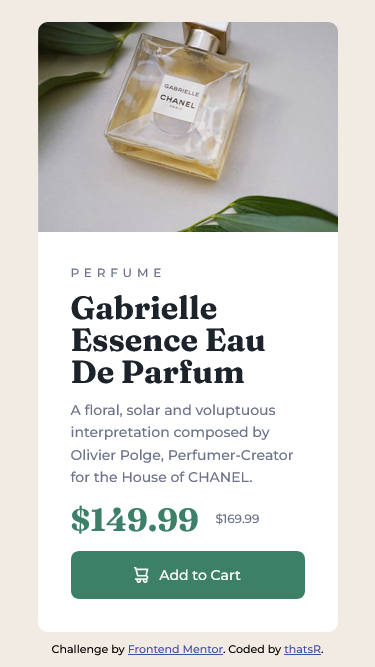 GABRIELLE
CHANEL
PARIS
PERFUME
Gabrielle
Essence Eau
De Parfum
A floral, solar and voluptuous
interpretation composed by
Olivier Polge, Perfumer-Creator
for the House of CHANEL.
$149.99 $169.99
Add to Cart
Challenge by Frontend Mentor. Coded by thatsR.